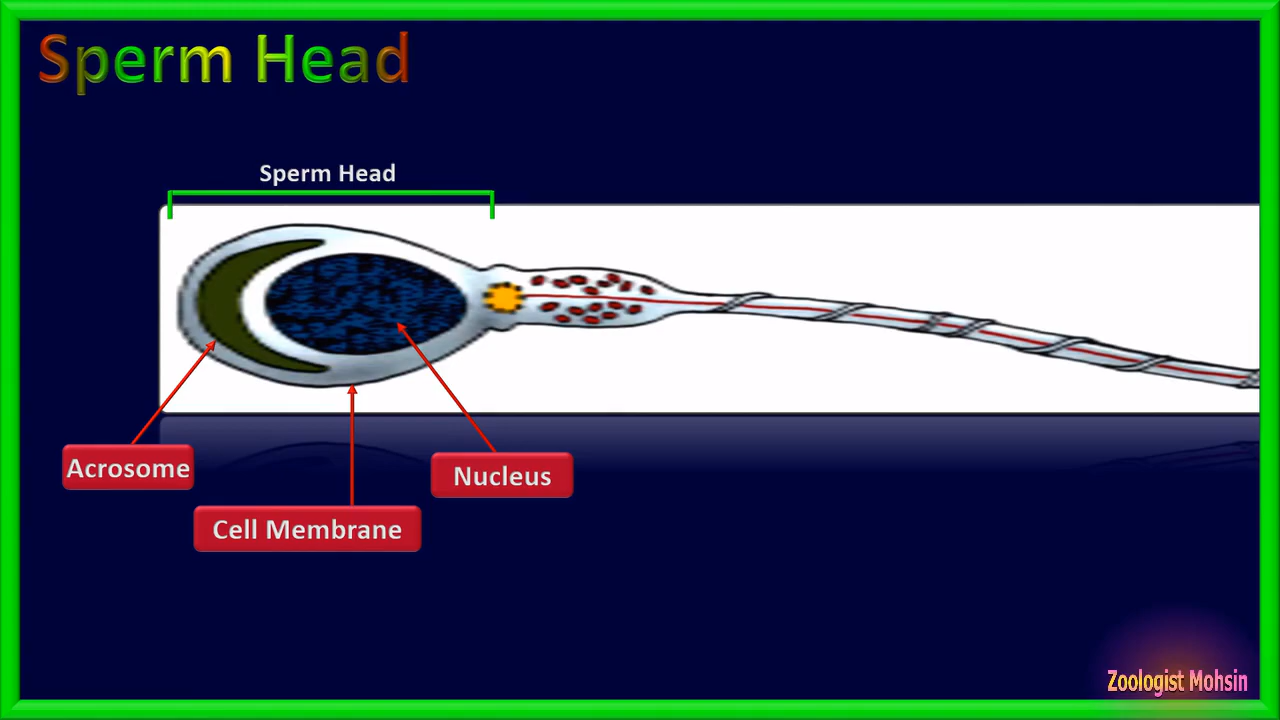 Sperm Head
Sperm Head
Acrosome
Nucleus
Cell Membrane
Zoologist Mohsin